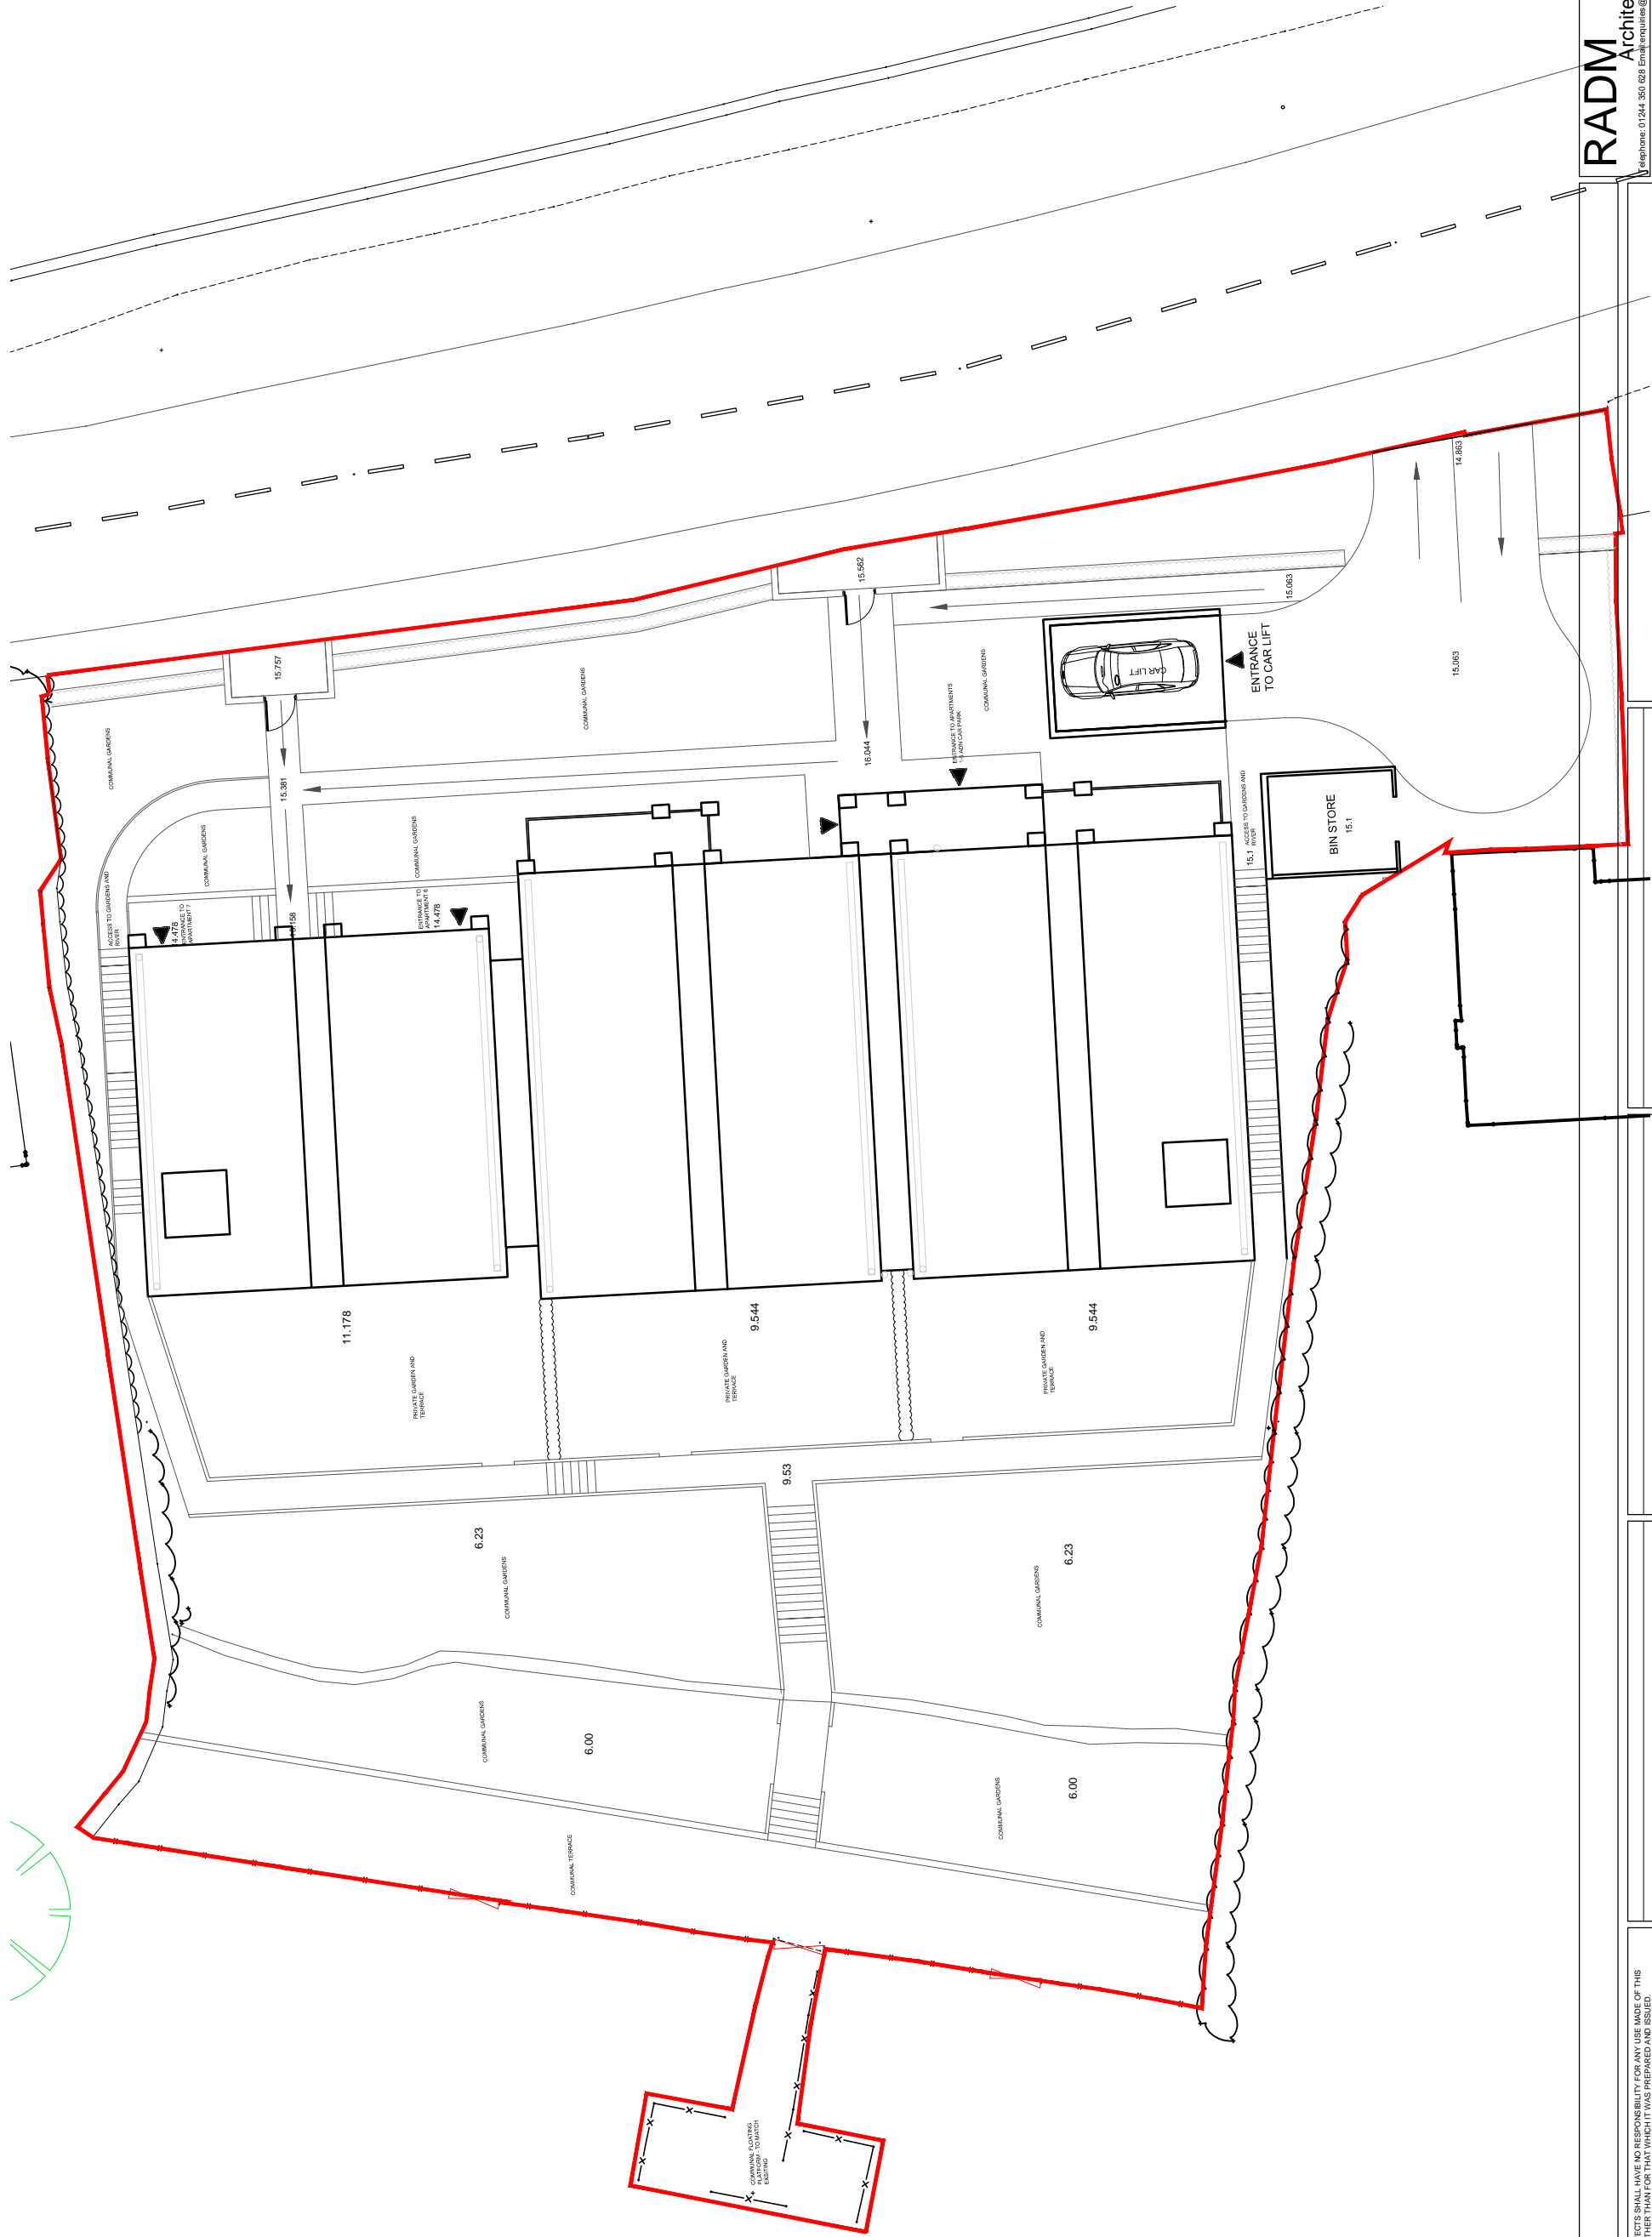 RADM
Archite
Telephone: 01244 350 628 Email:enquiries@
14.863
15.063
15.063
15.562
15.757
ENTRANCE
TO CAR LIFT
CAR LIFT
COMMUNAL GARDENS
COMMUNAL GARDENS
COMMUNAL GARDENS
16.044
ENTRANCE TO APARTMENTS
15.381
COMMUNAL GARDENS
COMMUNAL GARDENS
BIN STORE
15.1
15.1
ACCESS TO GARDENS AND
RIVER
ACCESS TO GARDENS AND
RIVER
ENTRANCE TO
APARTMENT 7
ENTRANCE TO
APARTMENT 6
14.478
11.178
9.544
9.544
PRIVATE GARDEN AND
TERRACE
PRIVATE GARDEN AND
TERRACE
PRIVATE GARDEN AND
TERRACE
9.53
6.23
6.23
COMMUNAL GARDENS
COMMUNAL GARDENS
COMMUNAL GARDENS
6.00
COMMUNAL GARDENS
6.00
COMMUNAL TERRACE
COMMUNAL FLOATING
PLATFORM - TO MATCH
ECTS SHALL HAVE NO RESPONSIBILITY FOR ANY USE MADE OF THIS
THER THAN FOR THAT WHICH IT WAS PREPARED AND ISSUED.